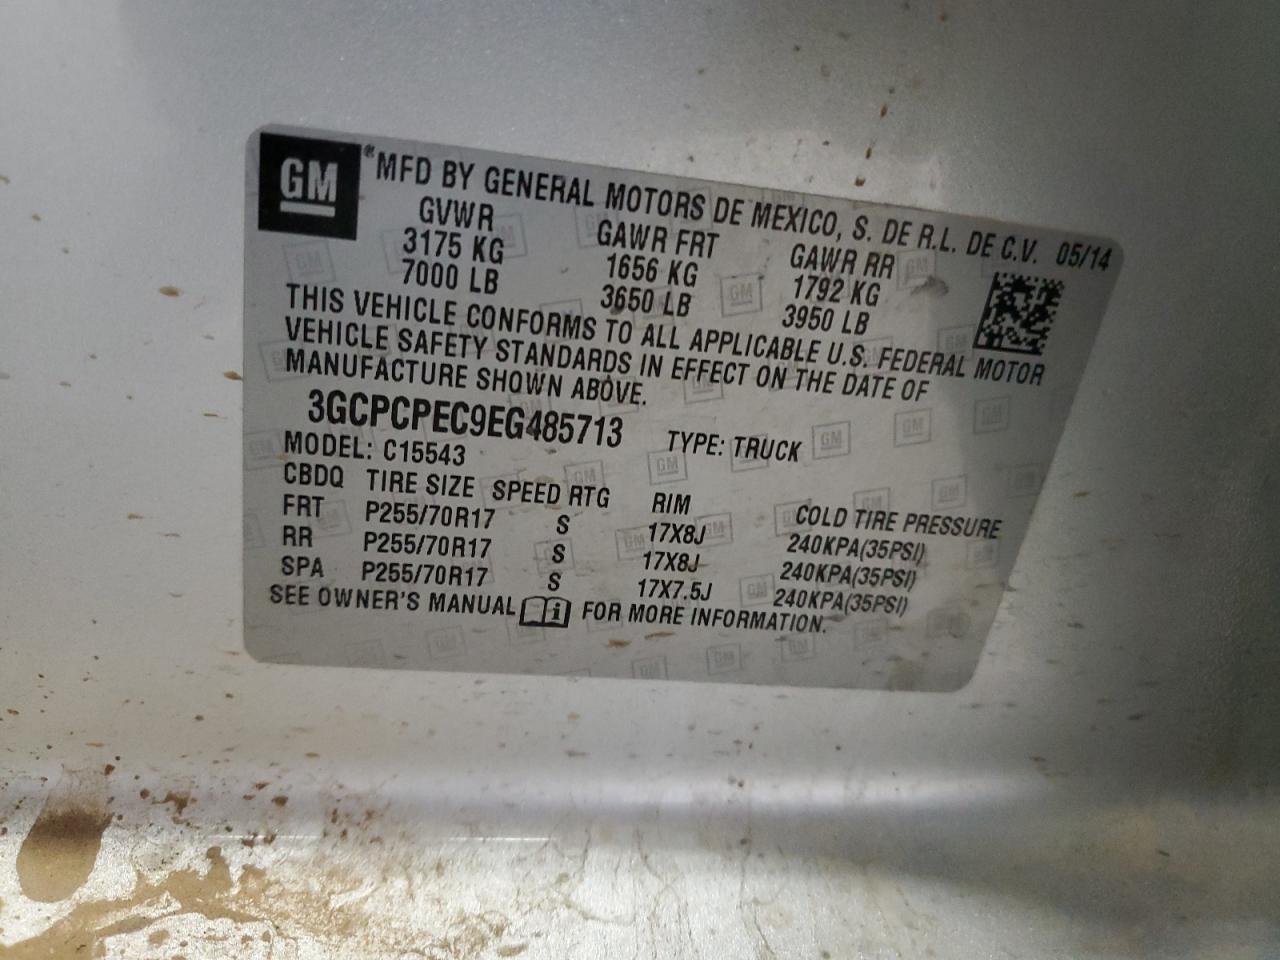 GM ® MFD BY GENERAL MOTORS DE MEXICO, S. DE R.L. DE C.V. 05/14
GVWR GAWR FRT GAWR RR
3175 KG 1656 KG 1792 KG
7000 LB 3650 LB 3950 LB
THIS VEHICLE CONFORMS TO ALL APPLICABLE U.S. FEDERAL MOTOR
VEHICLE SAFETY STANDARDS IN EFFECT ON THE DATE OF
MANUFACTURE SHOWN ABOVE.
3GCPCPEC9EG485713 TYPE: TRUCK
MODEL: C15543
CBDQ TIRE SIZE SPEED RTG RIM COLD TIRE PRESSURE
FRT P255/70R17 S 17X8J 240KPA(35PSI)
RR P255/70R17 S 17X8J 240KPA(35PSI)
SPA P255/70R17 S 17X7.5J 240KPA(35PSI)
SEE OWNER'S MANUAL i FOR MORE INFORMATION.